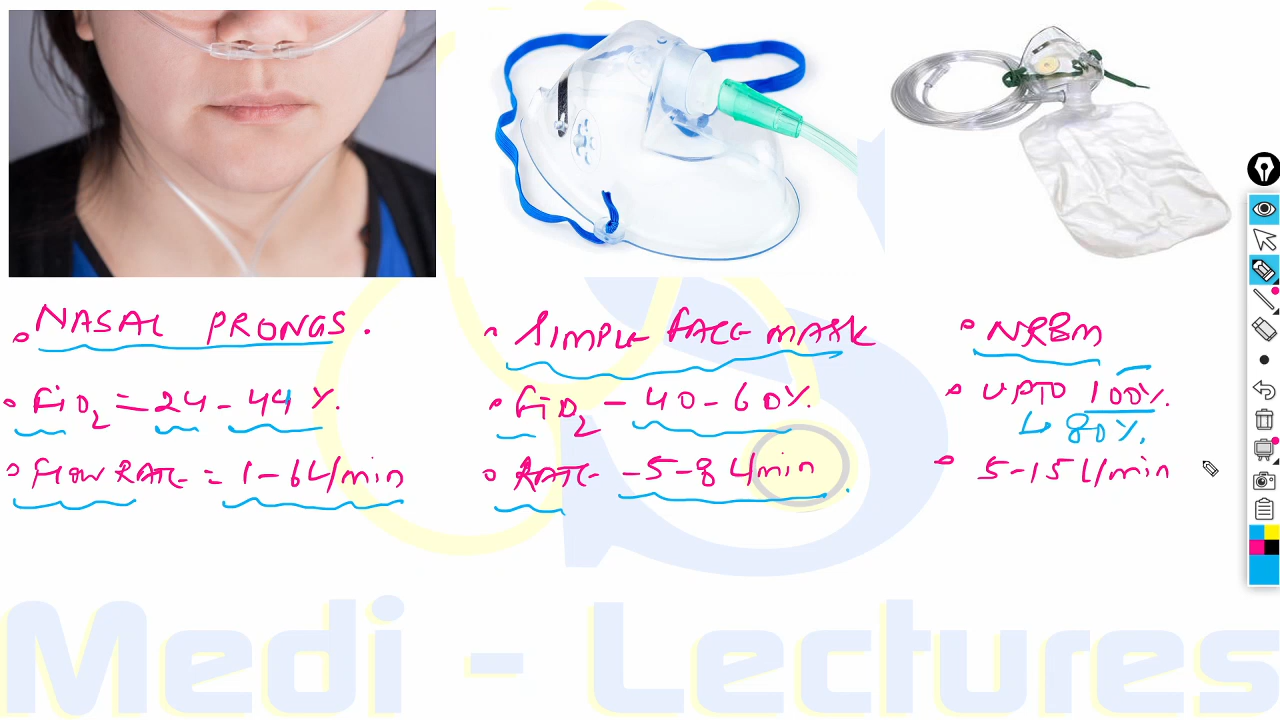 NASAL PRONGS.
FiO2 = 24 - 44 %.
Flow RATE = 1-6 L/min
SIMPLE FACE MASK
FiO2 - 40-60%.
RATE - 5-8 L/min.
NRBM
UPTO 100%.
↳ 80%.
5-15 L/min
Medi - Lectures